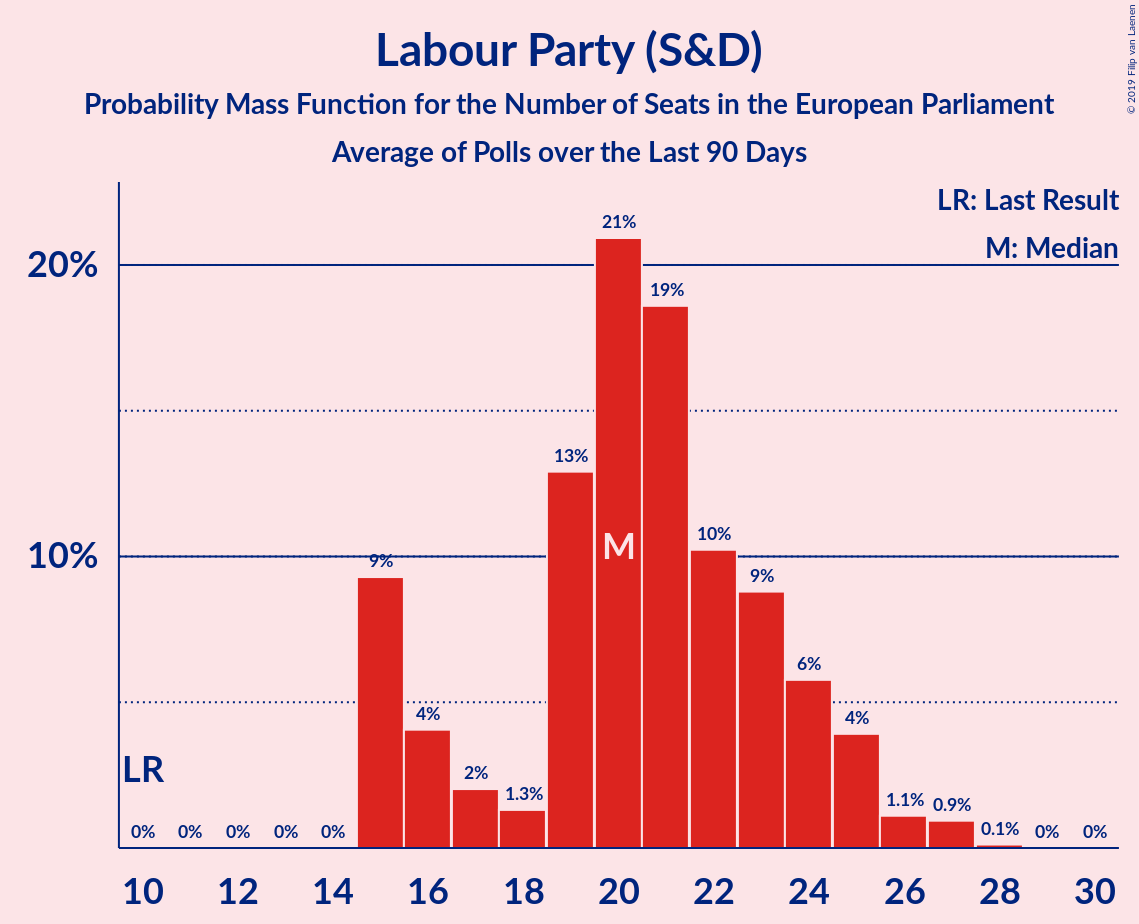 Labour Party (S&D)
Probability Mass Function for the Number of Seats in the European Parliament
Average of Polls over the Last 90 Days
© 2019 Filip van Laenen
LR: Last Result
M: Median
20%
10%
21%
19%
13%
10%
9%
9%
6%
4%
4%
2%
1.3%
1.1%
0.9%
0.1%
M
LR
0%
0%
0%
0%
0%
0%
0%
10 12 14 16 18 20 22 24 26 28 30